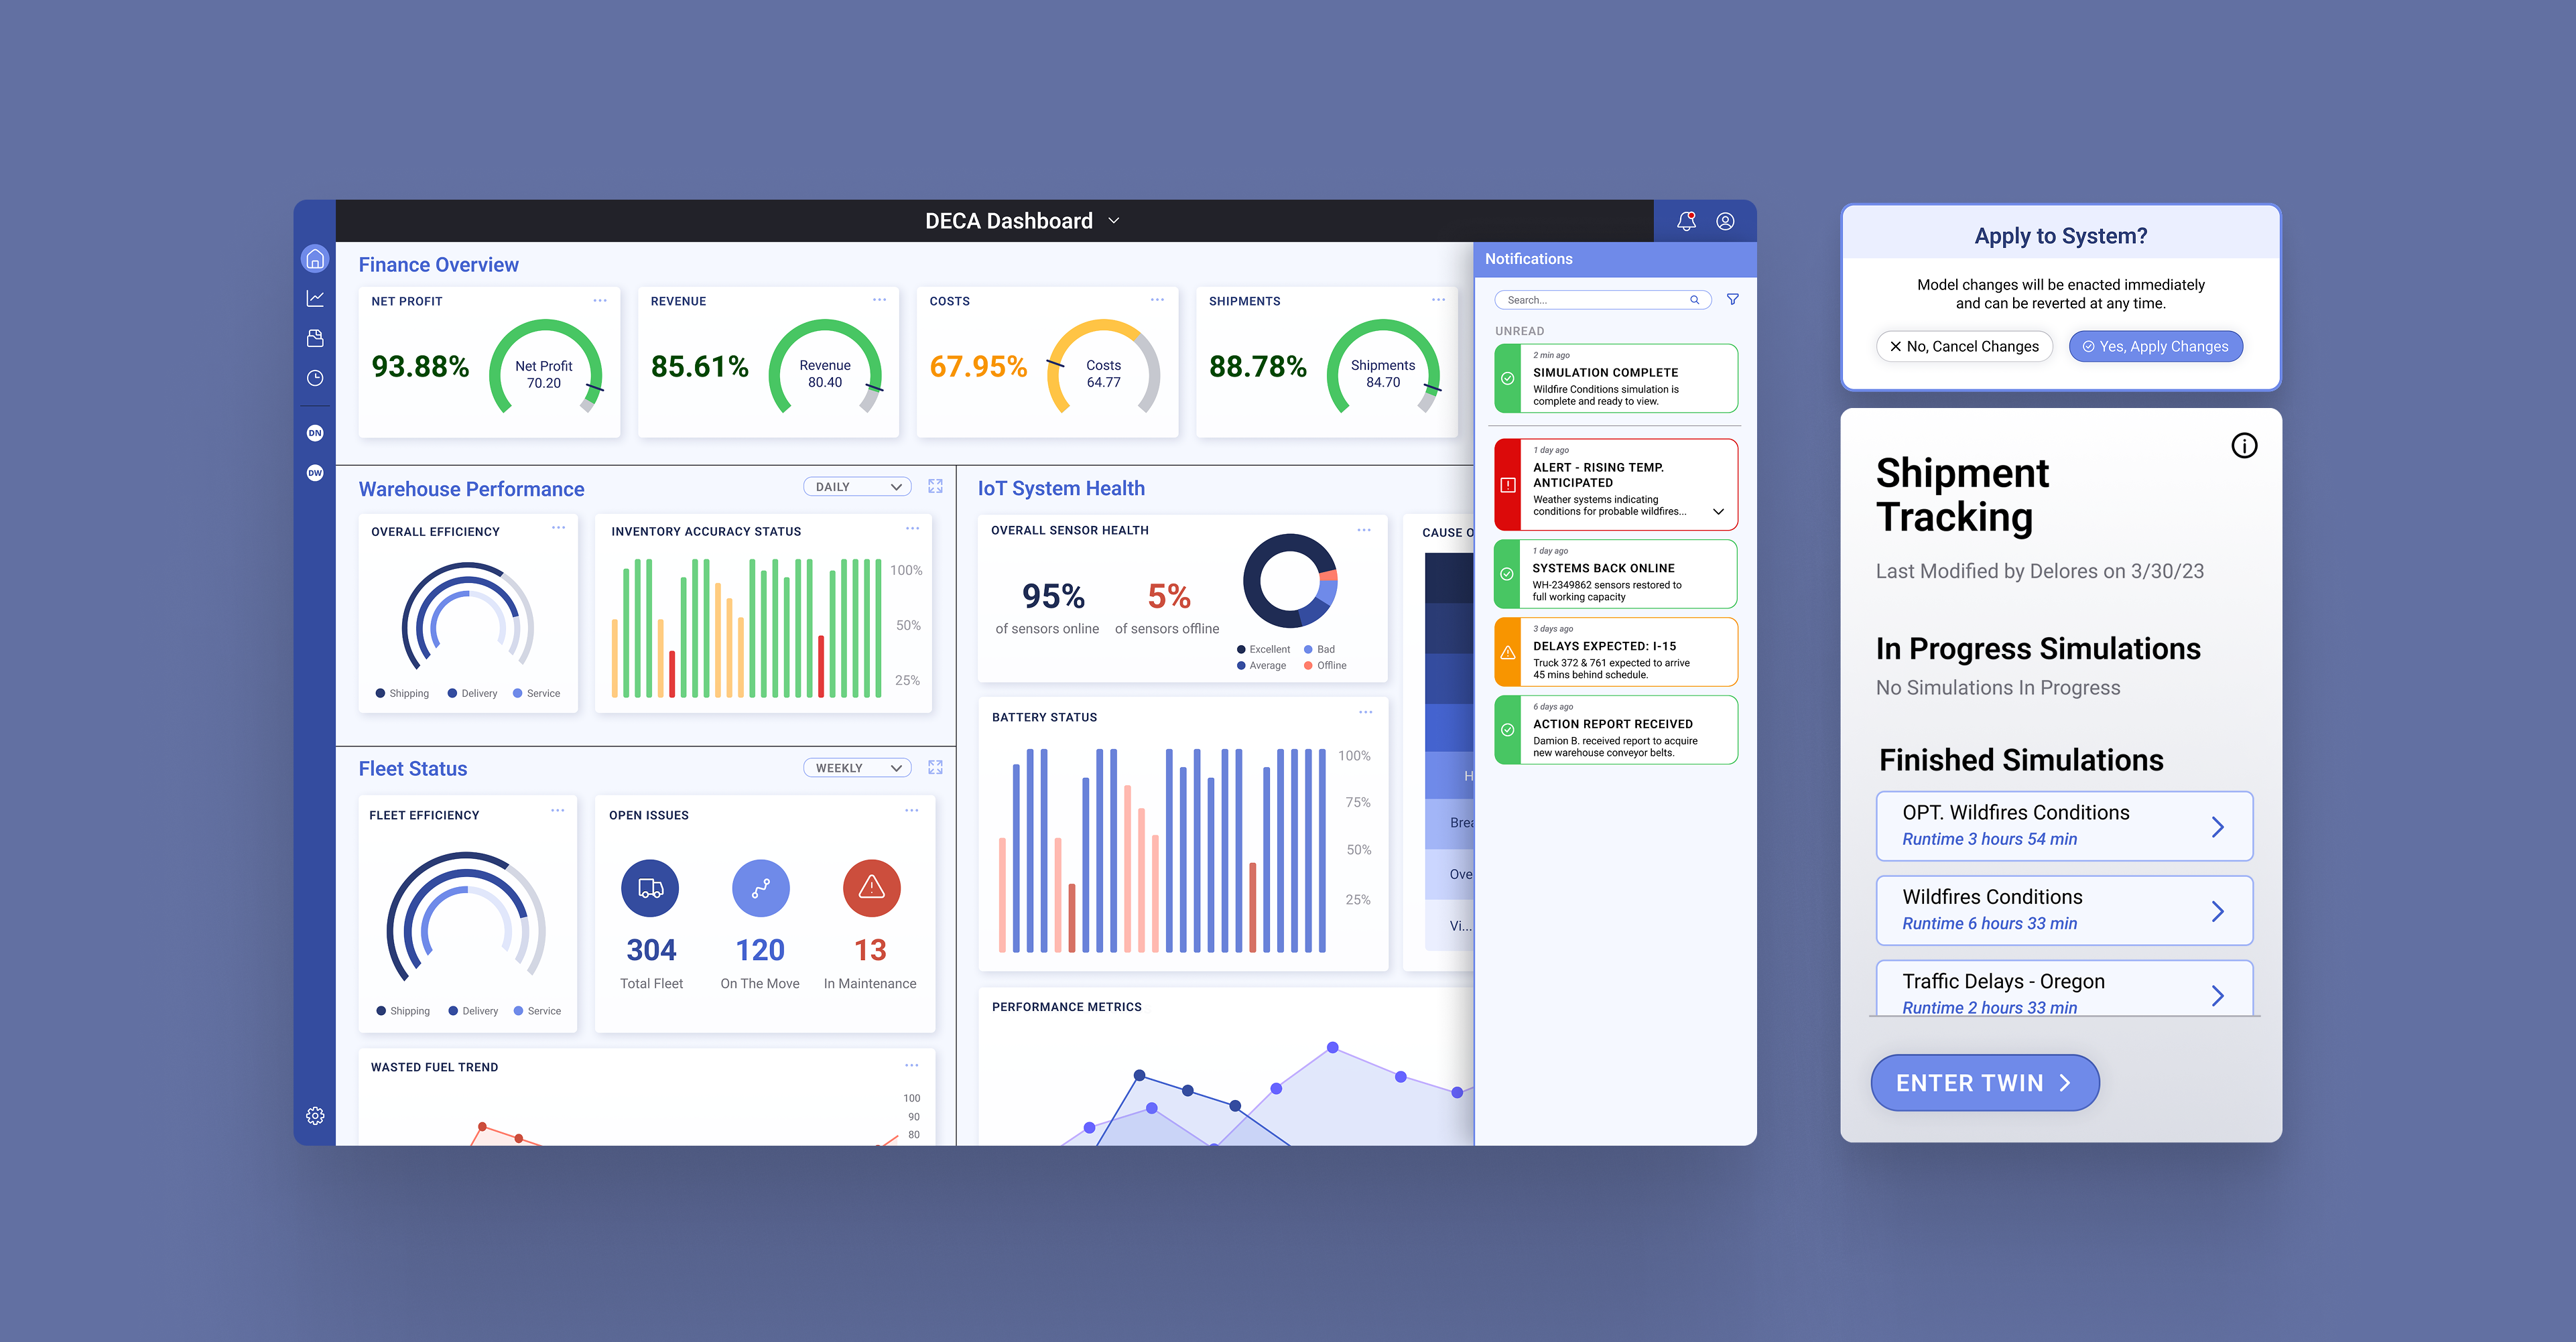 DECA Dashboard
DN
DW
Finance Overview
NET PROFIT
93.88%
Net Profit
70.20
REVENUE
85.61%
Revenue
80.40
COSTS
67.95%
Costs
64.77
SHIPMENTS
88.78%
Shipments
84.70
Warehouse Performance
DAILY
OVERALL EFFICIENCY
Shipping
Delivery
Service
INVENTORY ACCURACY STATUS
100%
50%
25%
Fleet Status
WEEKLY
FLEET EFFICIENCY
Shipping
Delivery
Service
OPEN ISSUES
304
Total Fleet
120
On The Move
13
In Maintenance
WASTED FUEL TREND
100
90
80
IoT System Health
OVERALL SENSOR HEALTH
95%
of sensors online
5%
of sensors offline
Excellent
Bad
Average
Offline
BATTERY STATUS
100%
75%
50%
25%
CAUSE O
H
Brea
Ove
Vi...
PERFORMANCE METRICS
Notifications
Search...
UNREAD
2 min ago
SIMULATION COMPLETE
Wildfire Conditions simulation is
complete and ready to view.
1 day ago
ALERT - RISING TEMP.
ANTICIPATED
Weather systems indicating
conditions for probable wildfires...
1 day ago
SYSTEMS BACK ONLINE
WH-2349862 sensors restored to
full working capacity
3 days ago
DELAYS EXPECTED: I-15
Truck 372 & 761 expected to arrive
45 mins behind schedule.
6 days ago
ACTION REPORT RECEIVED
Damion B. received report to acquire
new warehouse conveyor belts.
Apply to System?
Model changes will be enacted immediately
and can be reverted at any time.
No, Cancel Changes
Yes, Apply Changes
Shipment
Tracking
Last Modified by Delores on 3/30/23
In Progress Simulations
No Simulations In Progress
Finished Simulations
OPT. Wildfires Conditions
Runtime 3 hours 54 min
Wildfires Conditions
Runtime 6 hours 33 min
Traffic Delays - Oregon
Runtime 2 hours 33 min
ENTER TWIN